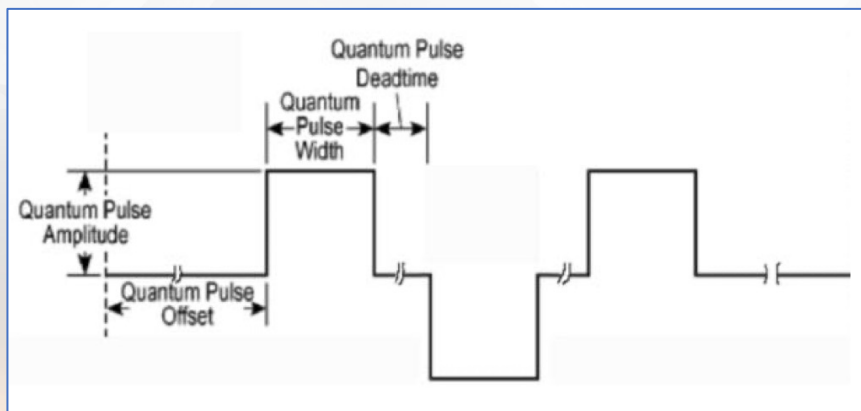 Quantum Pulse
Deadtime
Quantum
Pulse
Width
Quantum Pulse
Amplitude
Quantum Pulse
Offset